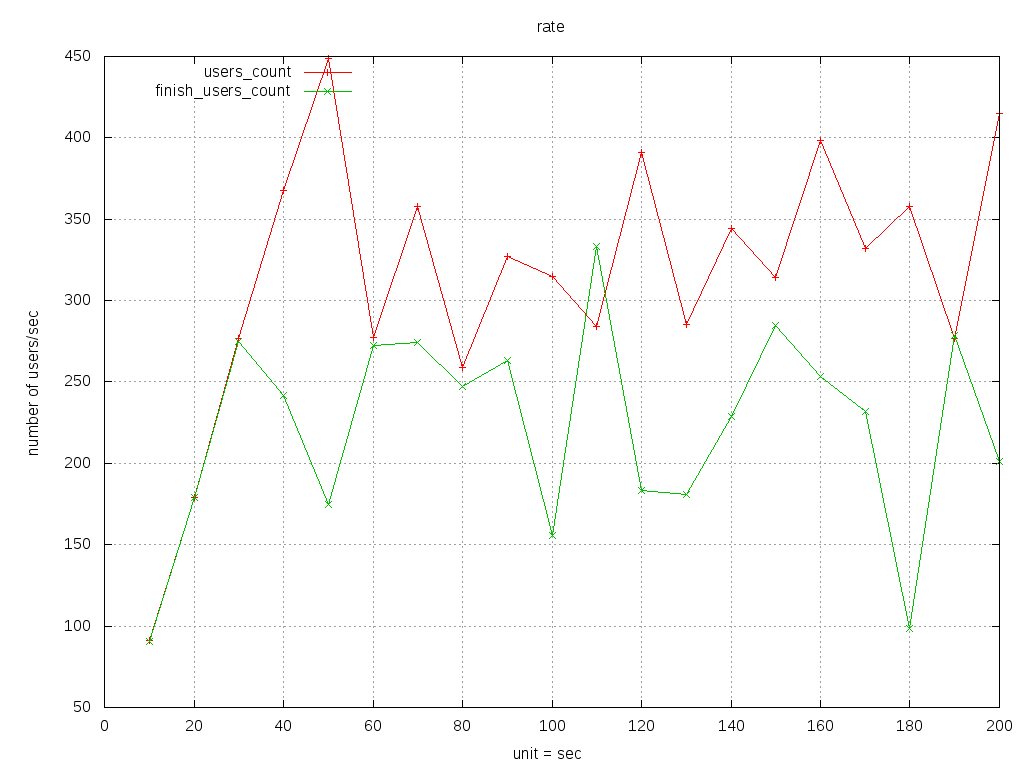 rate
users_count
finish_users_count
450
400
350
300
250
200
150
100
50
number of users/sec
0 20 40 60 80 100 120 140 160 180 200
unit = sec